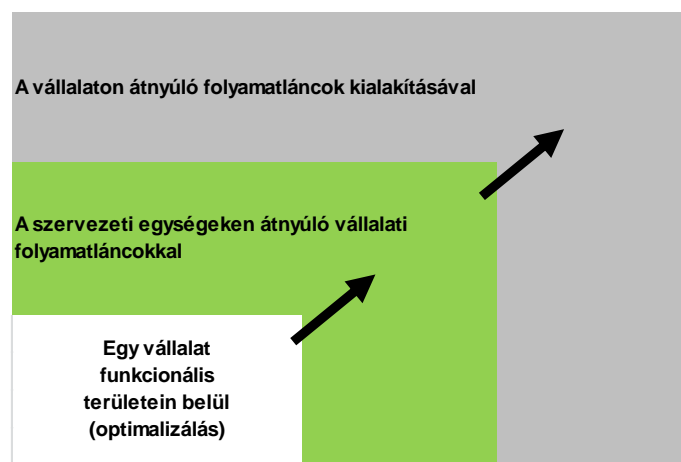 A vállalaton átnyúló folyamatláncok kialakításával
A szervezeti egységeken átnyúló vállalati
folyamatláncokkal
Egy vállalat
funkcionális
területein belül
(optimalizálás)